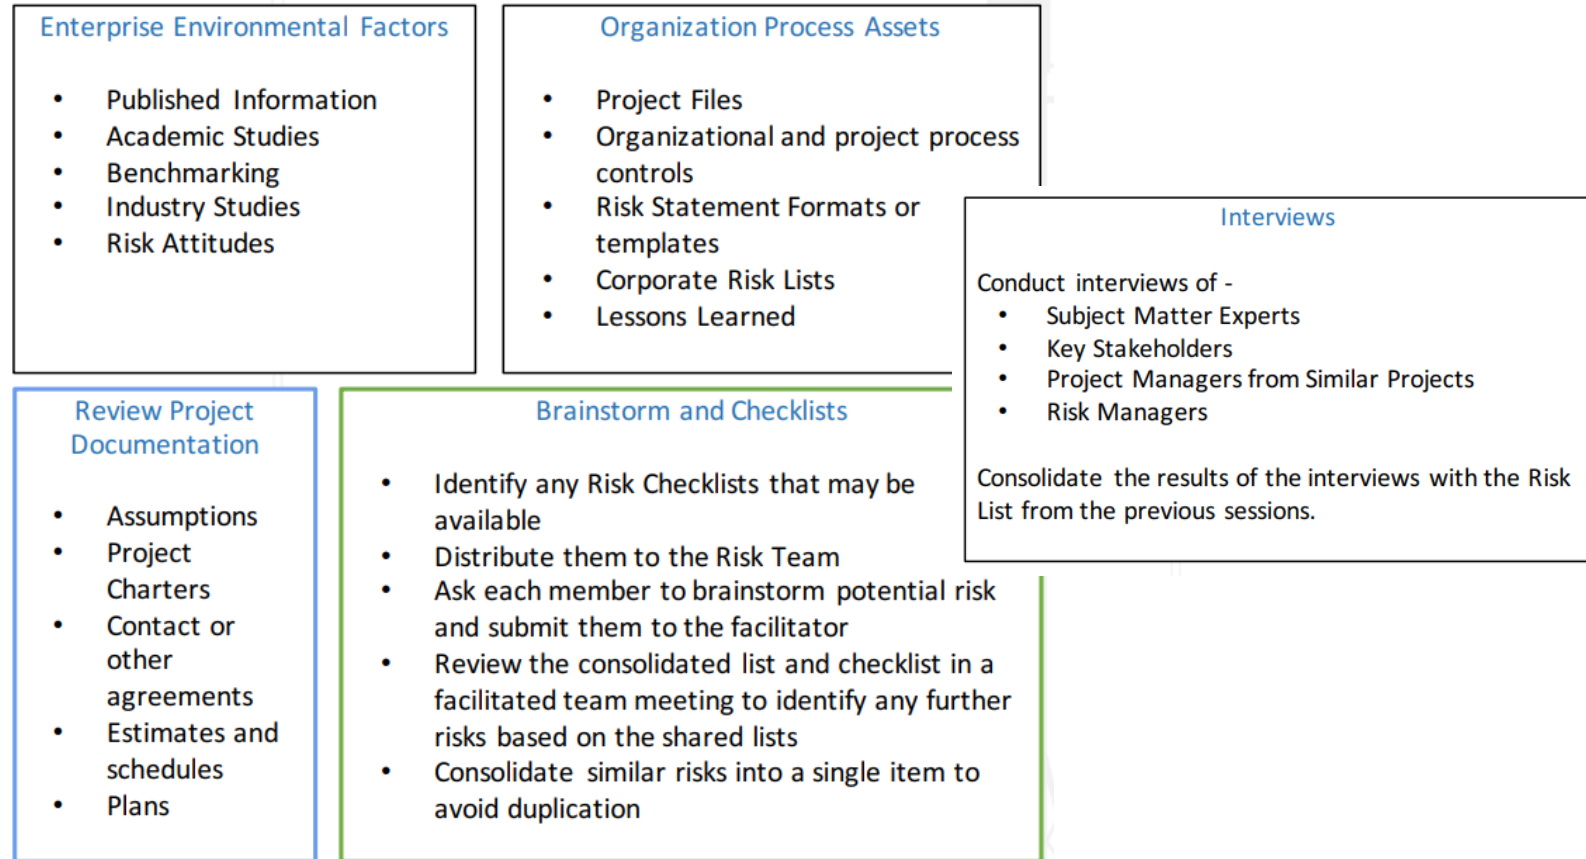 Enterprise Environmental Factors
• Published Information
• Academic Studies
• Benchmarking
• Industry Studies
• Risk Attitudes
Organization Process Assets
• Project Files
• Organizational and project process
controls
• Risk Statement Formats or
templates
• Corporate Risk Lists
• Lessons Learned
Interviews
Conduct interviews of -
• Subject Matter Experts
• Key Stakeholders
• Project Managers from Similar Projects
• Risk Managers
Consolidate the results of the interviews with the Risk
List from the previous sessions.
Review Project
Documentation
• Assumptions
• Project
Charters
• Contact or
other
agreements
• Estimates and
schedules
• Plans
Brainstorm and Checklists
• Identify any Risk Checklists that may be
available
• Distribute them to the Risk Team
• Ask each member to brainstorm potential risk
and submit them to the facilitator
• Review the consolidated list and checklist in a
facilitated team meeting to identify any further
risks based on the shared lists
• Consolidate similar risks into a single item to
avoid duplication